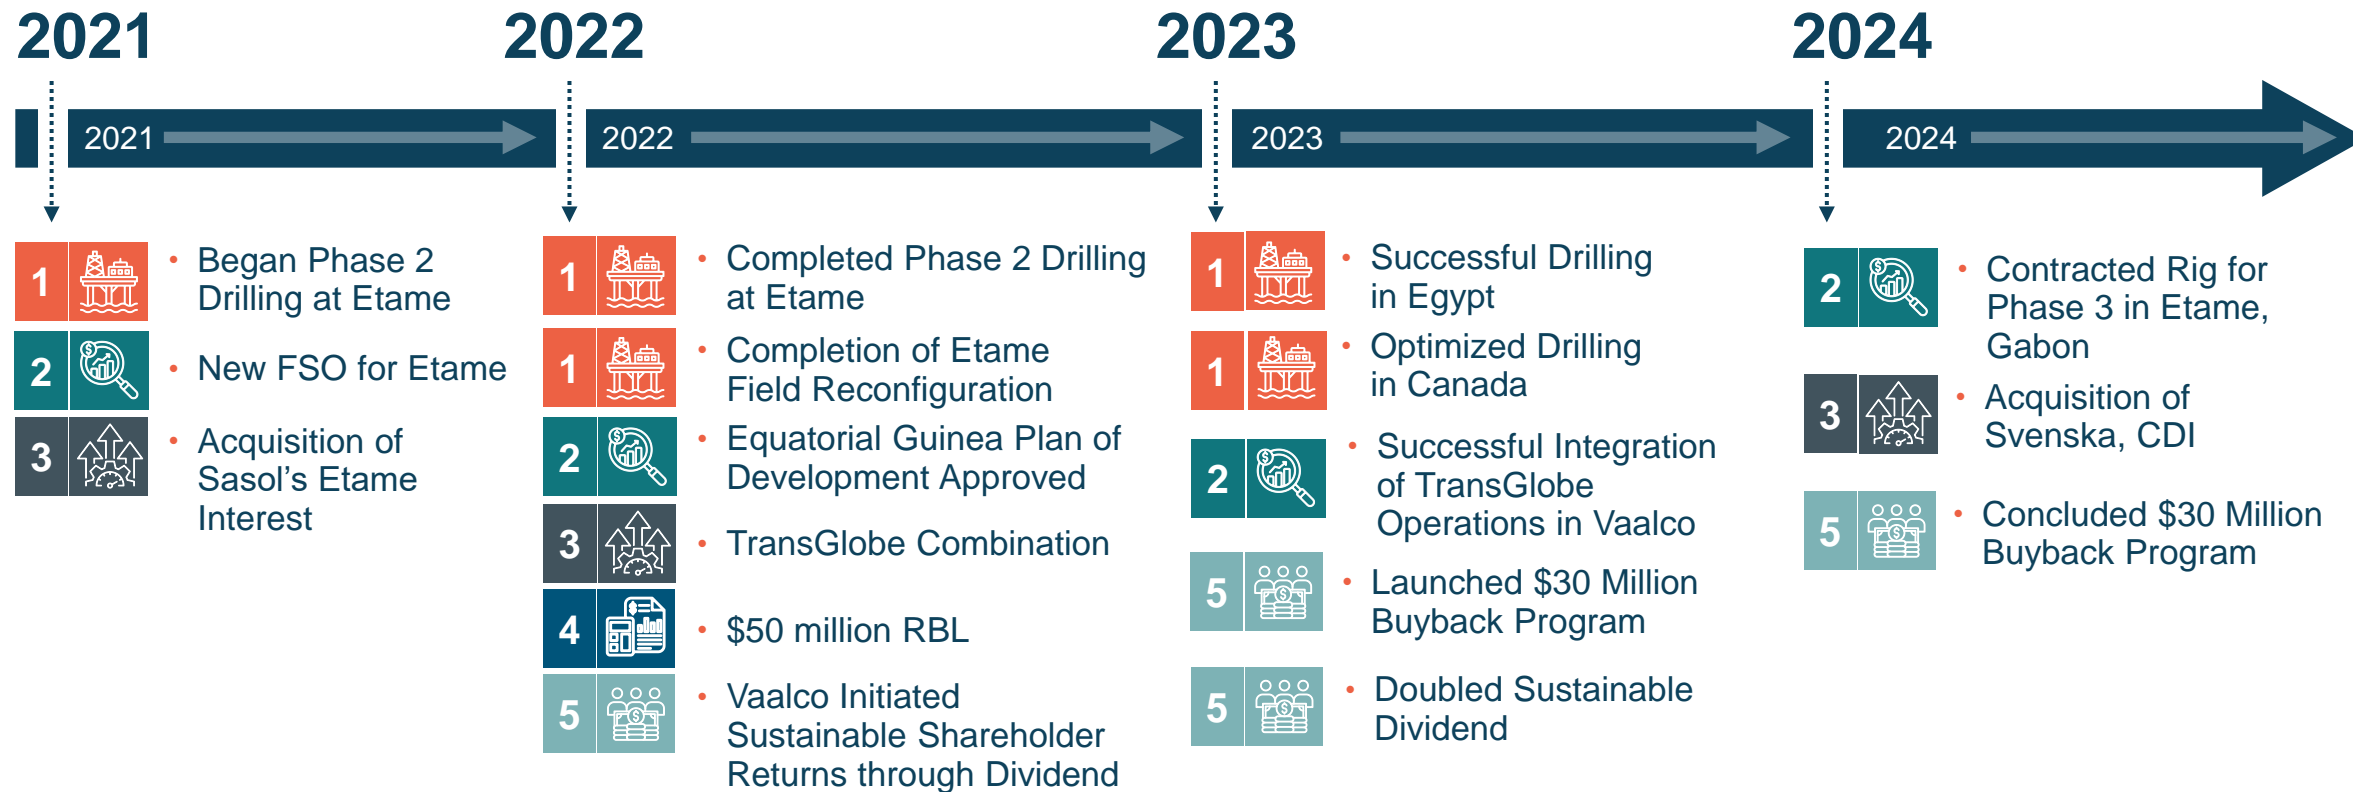 2021
2022
2023
2024
2021
2022
2023
2024
1
Began Phase 2
Drilling at Etame
2
New FSO for Etame
3
Acquisition of
Sasol's Etame
Interest
1
Completed Phase 2 Drilling
at Etame
1
Completion of Etame
Field Reconfiguration
2
Equatorial Guinea Plan of
Development Approved
3
TransGlobe Combination
4
$50 million RBL
5
Vaalco Initiated
Sustainable Shareholder
Returns through Dividend
1
Successful Drilling
in Egypt
1
Optimized Drilling
in Canada
2
Successful Integration
of TransGlobe
Operations in Vaalco
5
Launched $30 Million
Buyback Program
5
Doubled Sustainable
Dividend
2
Contracted Rig for
Phase 3 in Etame,
Gabon
3
Acquisition of
Svenska, CDI
5
Concluded $30 Million
Buyback Program